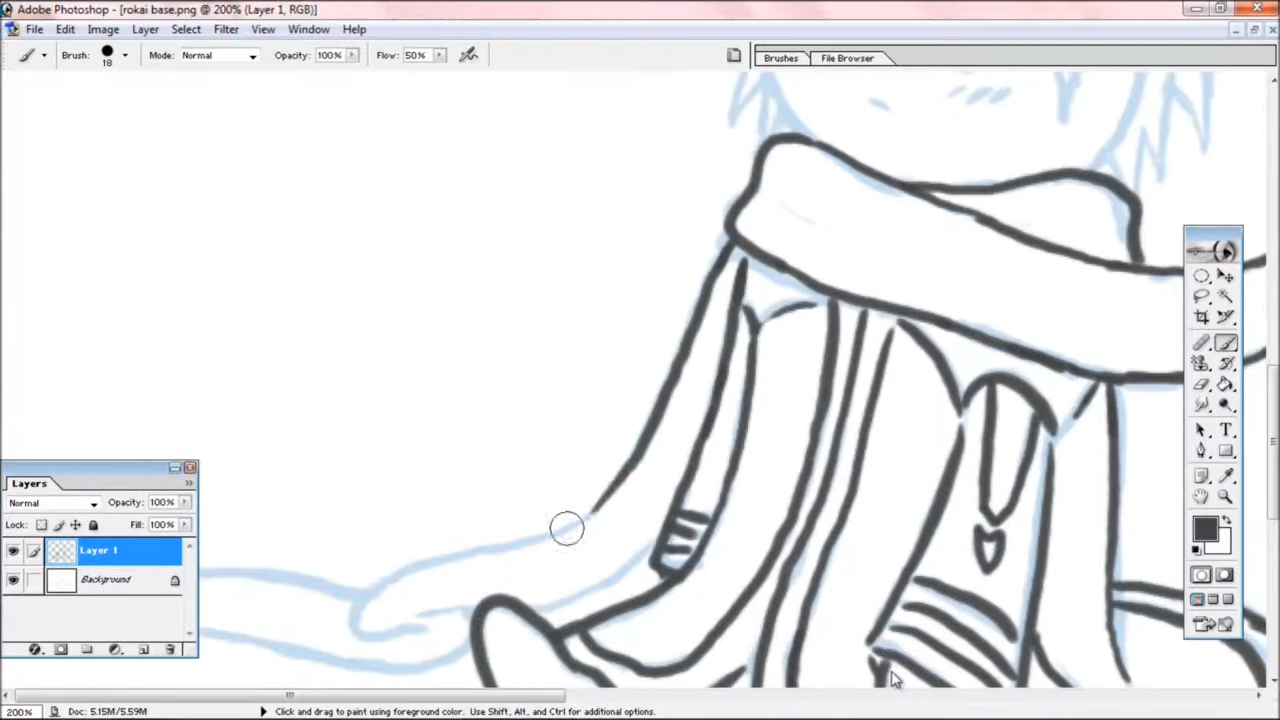 Adobe Photoshop - [rokai base.png @ 200% (Layer 1, RGB)]
File Edit Image Layer Select Filter View Window Help
Brush: 18 Mode: Normal Opacity: 100% Flow: 50% Brushes File Browser
Layers
Normal Opacity: 100%
Lock: Fill: 100%
Layer 1
Background
200% Doc: 5.15M/5.59M Click and drag to paint using foreground color. Use Shift, Alt, and Ctrl for additional options.